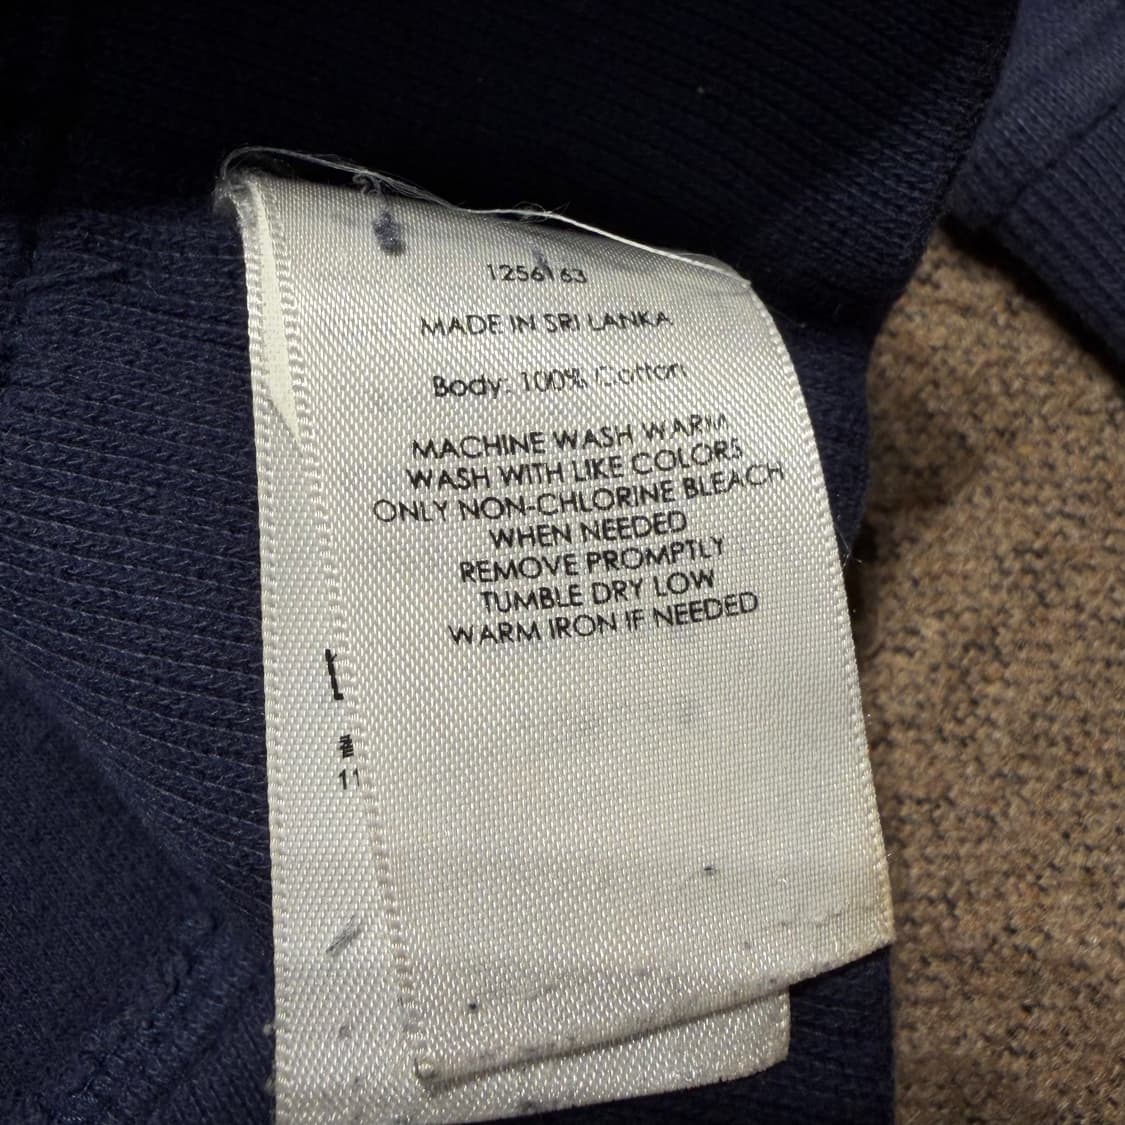 1256163
MADE IN SRI LANKA
Body: 100% Cotton
MACHINE WASH WARM
WASH WITH LIKE COLORS
ONLY NON-CHLORINE BLEACH
WHEN NEEDED
REMOVE PROMPTLY
TUMBLE DRY LOW
WARM IRON IF NEEDED
11